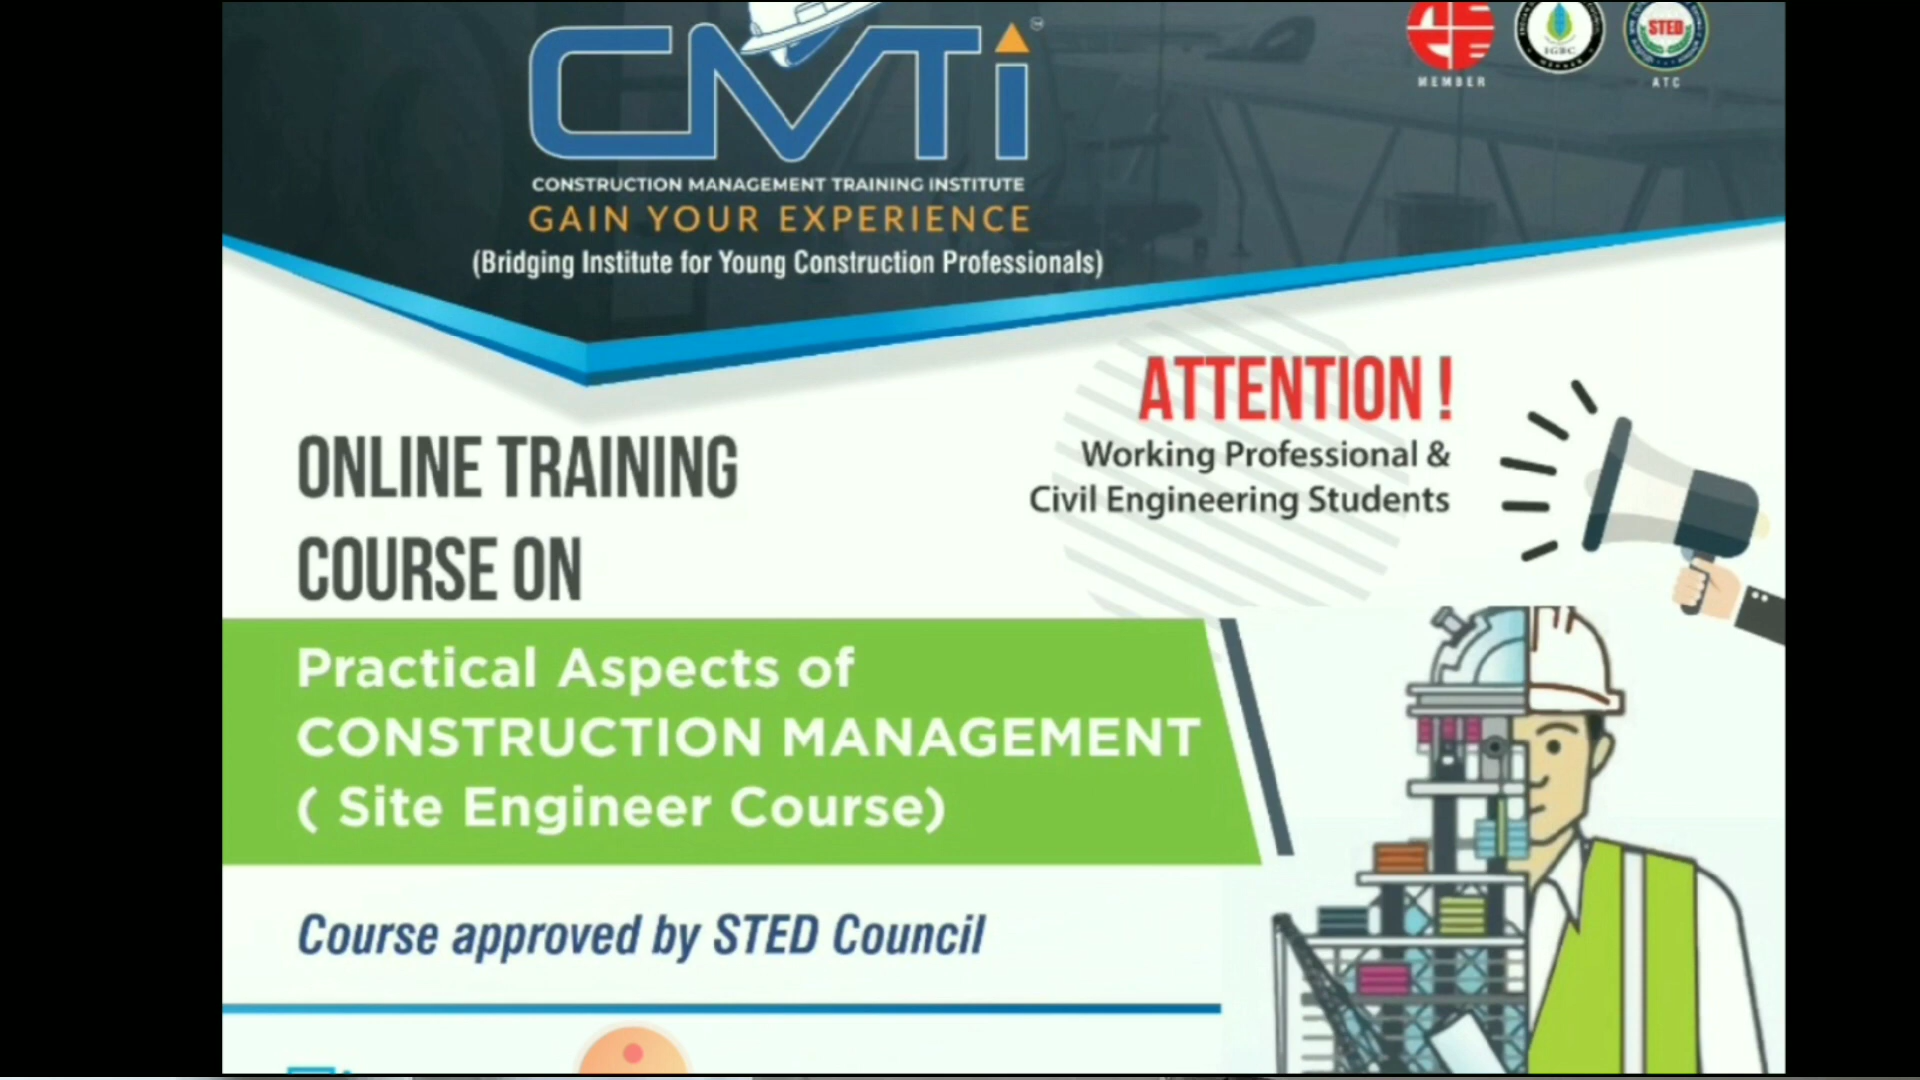 CMTi
MEMBER
IGBC
STED
ATC
CONSTRUCTION MANAGEMENT TRAINING INSTITUTE
GAIN YOUR EXPERIENCE
(Bridging Institute for Young Construction Professionals)
ATTENTION !
Working Professional &
Civil Engineering Students
ONLINE TRAINING
COURSE ON
Practical Aspects of
CONSTRUCTION MANAGEMENT
( Site Engineer Course)
Course approved by STED Council